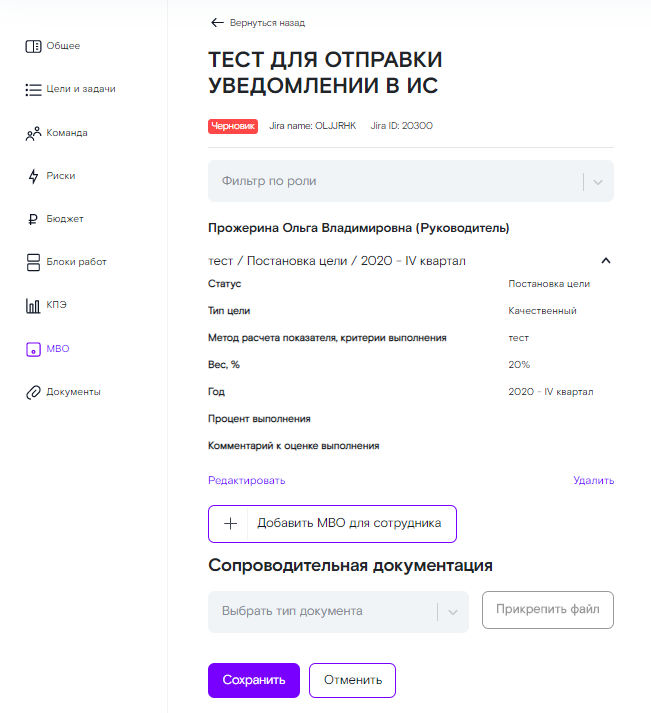 Вернуться назад
Общее
Цели и задачи
Команда
Риски
Бюджет
Блоки работ
КПЭ
МВО
Документы
ТЕСТ ДЛЯ ОТПРАВКИ
УВЕДОМЛЕНИИ В ИС
Черновик Jira name: OLJJRHK Jira ID: 20300
Фильтр по роли
Прожерина Ольга Владимировна (Руководитель)
тест / Постановка цели / 2020 - IV квартал
Статус Постановка цели
Тип цели Качественный
Метод расчета показателя, критерии выполнения тест
Вес, % 20%
Год 2020 - IV квартал
Процент выполнения
Комментарий к оценке выполнения
Редактировать Удалить
Добавить МВО для сотрудника
Сопроводительная документация
Выбрать тип документа Прикрепить файл
Сохранить Отменить